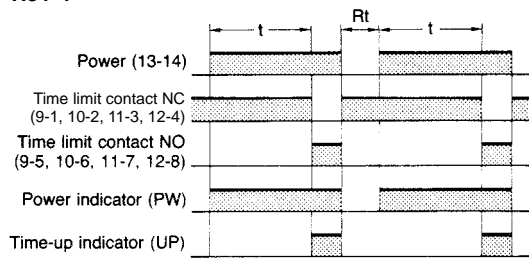 Rt
t
t
Power (13-14)
Time limit contact NC
(9-1, 10-2, 11-3, 12-4)
Time limit contact NO
(9-5, 10-6, 11-7, 12-8)
Power indicator (PW)
Time-up indicator (UP)